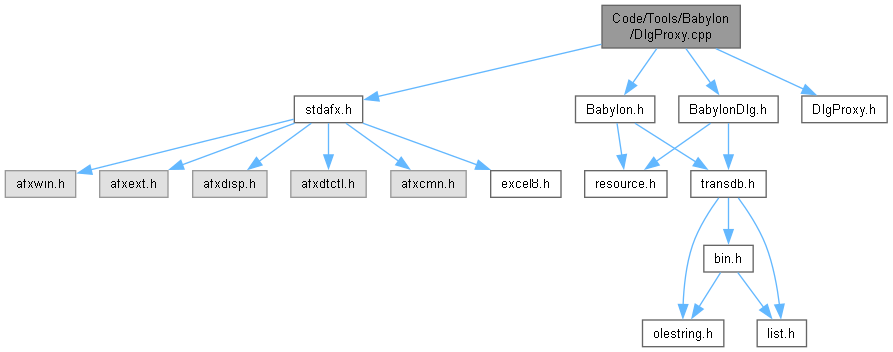 Code/Tools/Babylon
/DlgProxy.cpp
stdafx.h
Babylon.h
BabylonDlg.h
DlgProxy.h
afxwin.h
afxext.h
afxdisp.h
afxdtctl.h
afxcmn.h
excel8.h
resource.h
transdb.h
bin.h
olestring.h
list.h